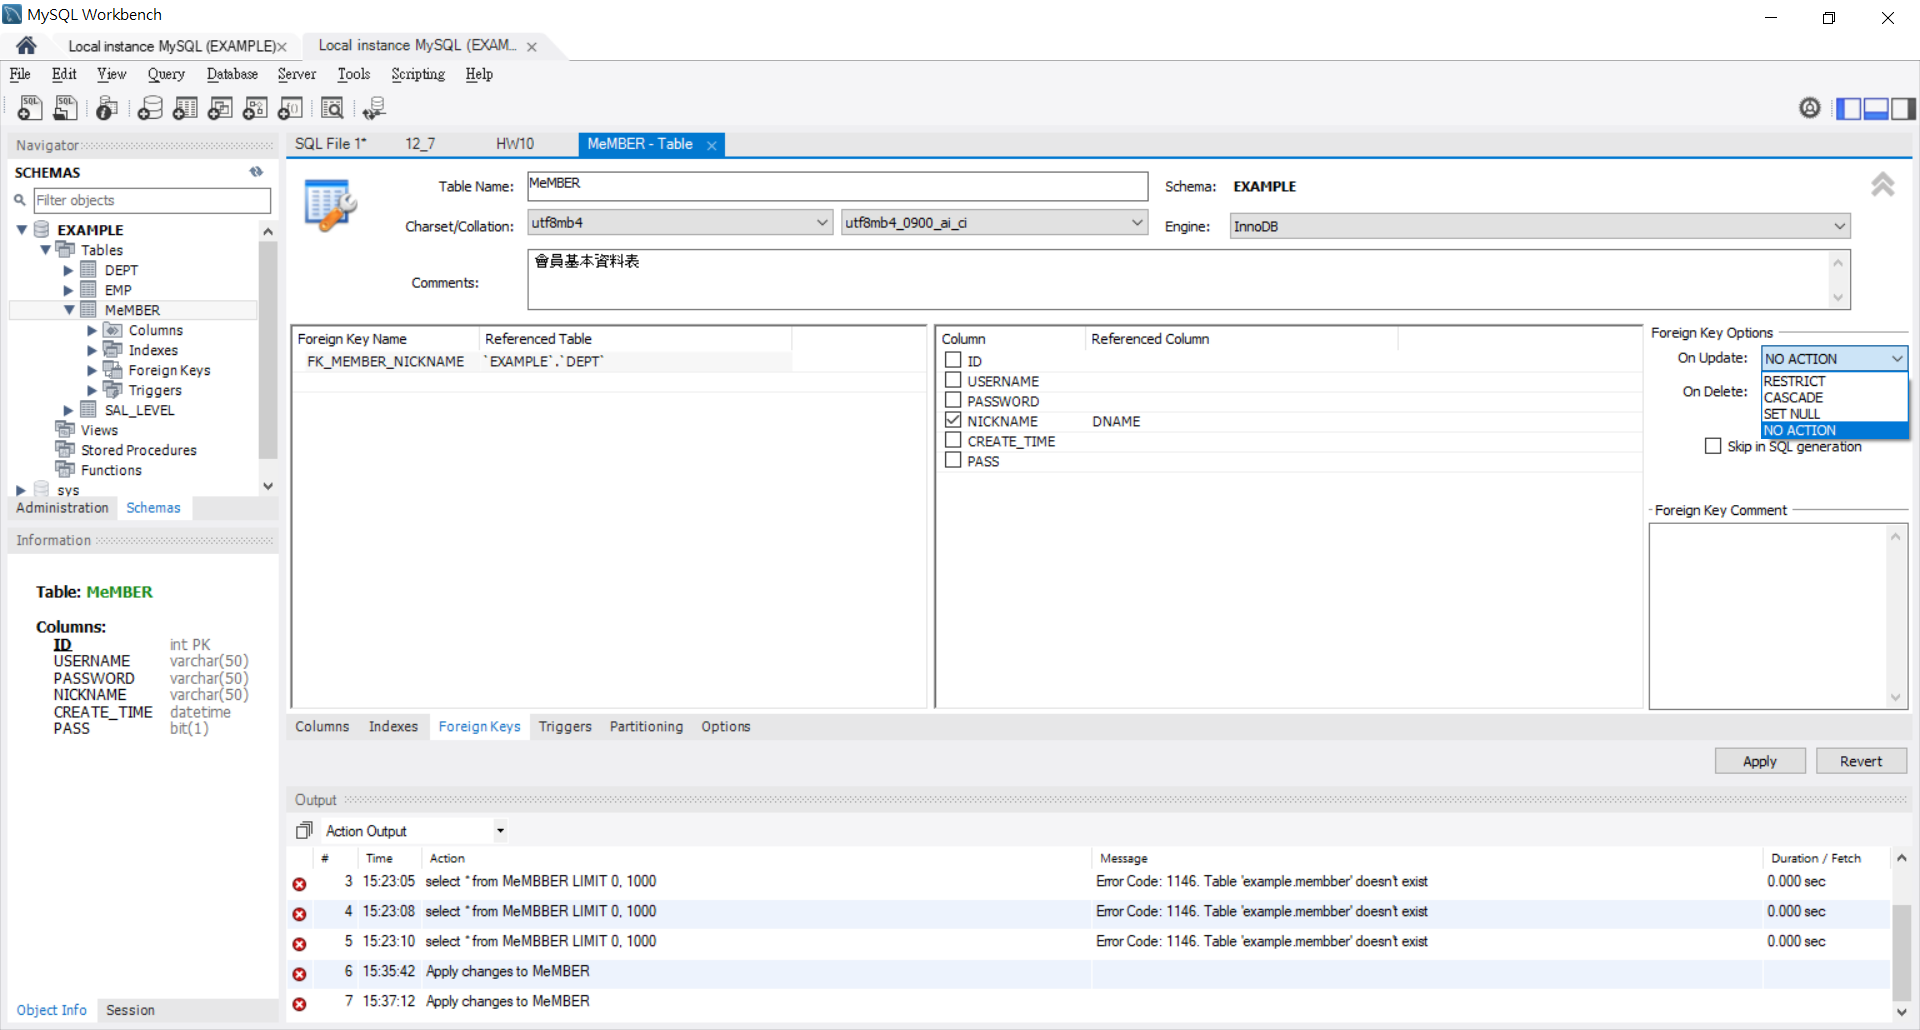 MySQL Workbench
Local instance MySQL (EXAMPLE)
Local instance MySQL (EXAM...
File Edit View Query Database Server Tools Scripting Help
Navigator
SCHEMAS
Filter objects
EXAMPLE
Tables
DEPT
EMP
MeMBER
Columns
Indexes
Foreign Keys
Triggers
SAL_LEVEL
Views
Stored Procedures
Functions
sys
Administration Schemas
Information
Table: MeMBER
Columns:
ID int PK
USERNAME varchar(50)
PASSWORD varchar(50)
NICKNAME varchar(50)
CREATE_TIME datetime
PASS bit(1)
Object Info Session
SQL File 1* 12_7 HW10 MeMBER - Table
Table Name: MeMBER Schema: EXAMPLE
Charset/Collation: utf8mb4 utf8mb4_0900_ai_ci Engine: InnoDB
Comments: 會員基本資料表
Foreign Key Name Referenced Table
FK_MEMBER_NICKNAME `EXAMPLE`.`DEPT`
Column Referenced Column
ID
USERNAME
PASSWORD
NICKNAME DNAME
CREATE_TIME
PASS
Foreign Key Options
On Update: NO ACTION
RESTRICT
CASCADE
SET NULL
NO ACTION
On Delete:
Skip in SQL generation
Foreign Key Comment
Columns Indexes Foreign Keys Triggers Partitioning Options
Apply Revert
Output
Action Output
# Time Action Message Duration / Fetch
3 15:23:05 select * from MeMBBER LIMIT 0, 1000 Error Code: 1146. Table 'example.membber' doesn't exist 0.000 sec
4 15:23:08 select * from MeMBBER LIMIT 0, 1000 Error Code: 1146. Table 'example.membber' doesn't exist 0.000 sec
5 15:23:10 select * from MeMBBER LIMIT 0, 1000 Error Code: 1146. Table 'example.membber' doesn't exist 0.000 sec
6 15:35:42 Apply changes to MeMBER
7 15:37:12 Apply changes to MeMBER